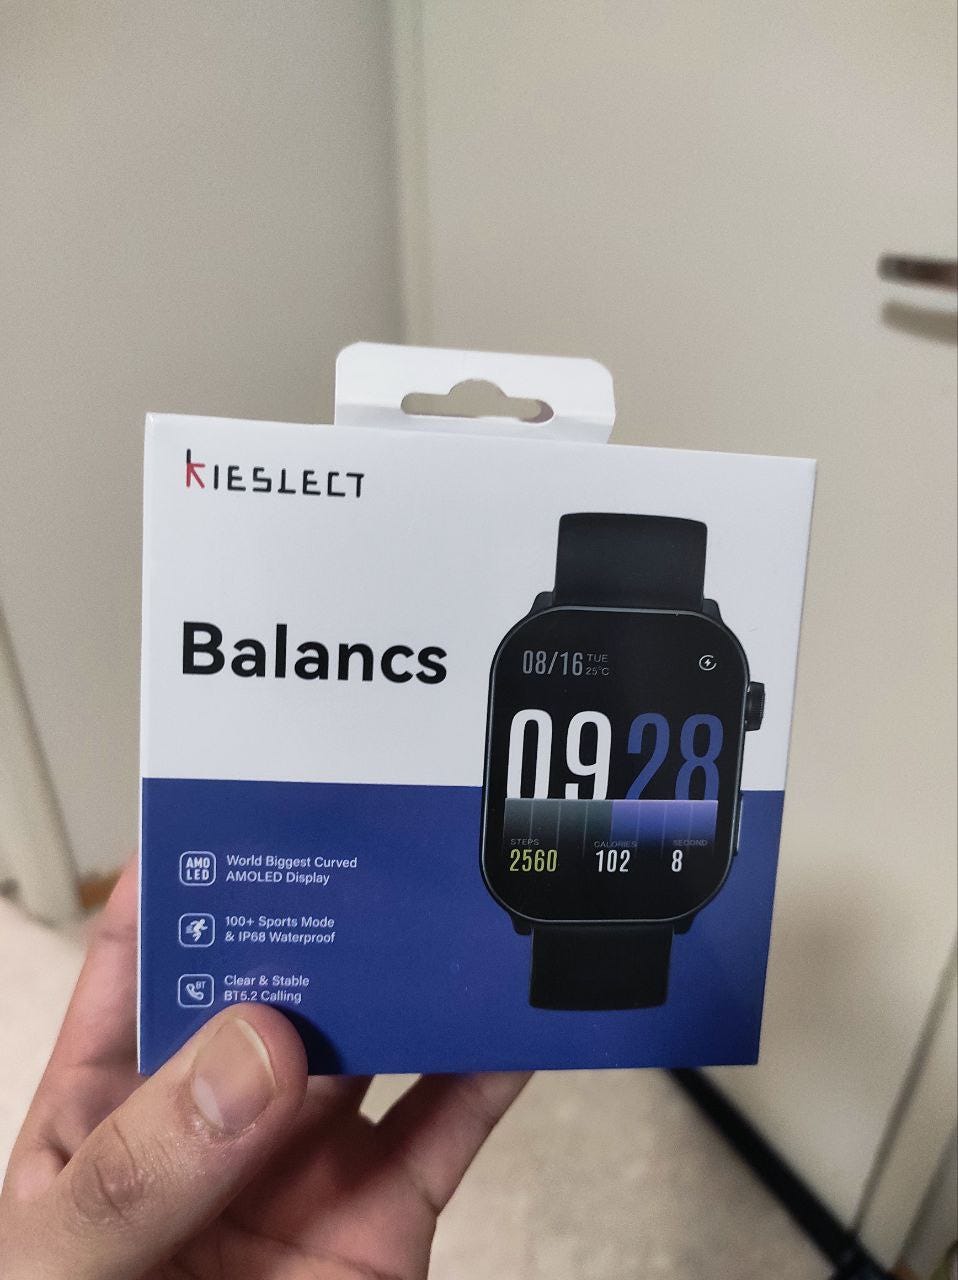 KIESLECT
Balancs
08/16 TUE
25°C
09 28
STEPS CALORIES SECOND
2560 102 8
AMO
LED
World Biggest Curved
AMOLED Display
100+ Sports Mode
& IP68 Waterproof
BT
Clear & Stable
BT5.2 Calling